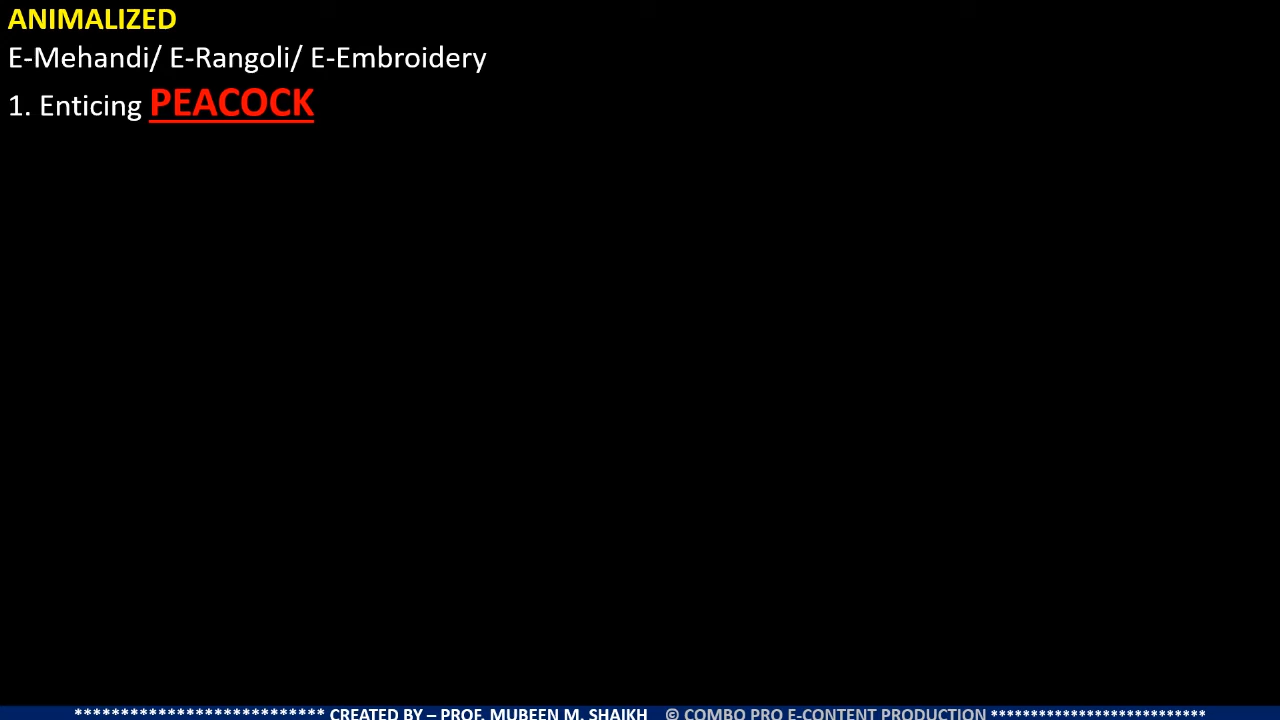 ANIMALIZED
E-Mehandi/ E-Rangoli/ E-Embroidery
1. Enticing PEACOCK
************************** CREATED BY – PROF. MUBEEN M. SHAIKH © COMBO PRO E-CONTENT PRODUCTION **************************